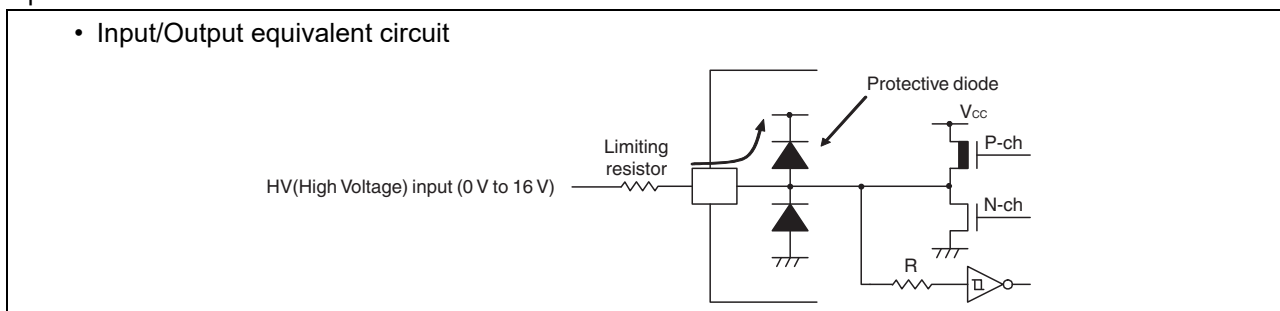 • Input/Output equivalent circuit
Protective diode
Vcc
P-ch
Limiting
resistor
HV(High Voltage) input (0 V to 16 V)
N-ch
R